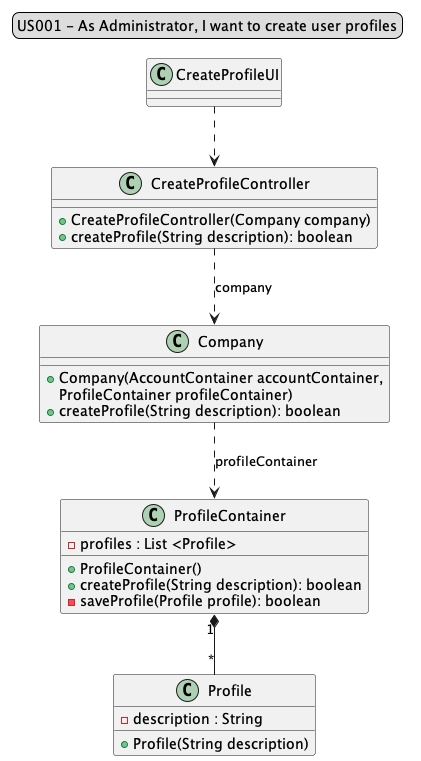 US001 - As Administrator, I want to create user profiles
C CreateProfileUI
C CreateProfileController
CreateProfileController(Company company)
createProfile(String description): boolean
company
C Company
Company(AccountContainer accountContainer,
ProfileContainer profileContainer)
createProfile(String description): boolean
profileContainer
C ProfileContainer
profiles : List <Profile>
ProfileContainer()
createProfile(String description): boolean
saveProfile(Profile profile): boolean
1
*
C Profile
description : String
Profile(String description)